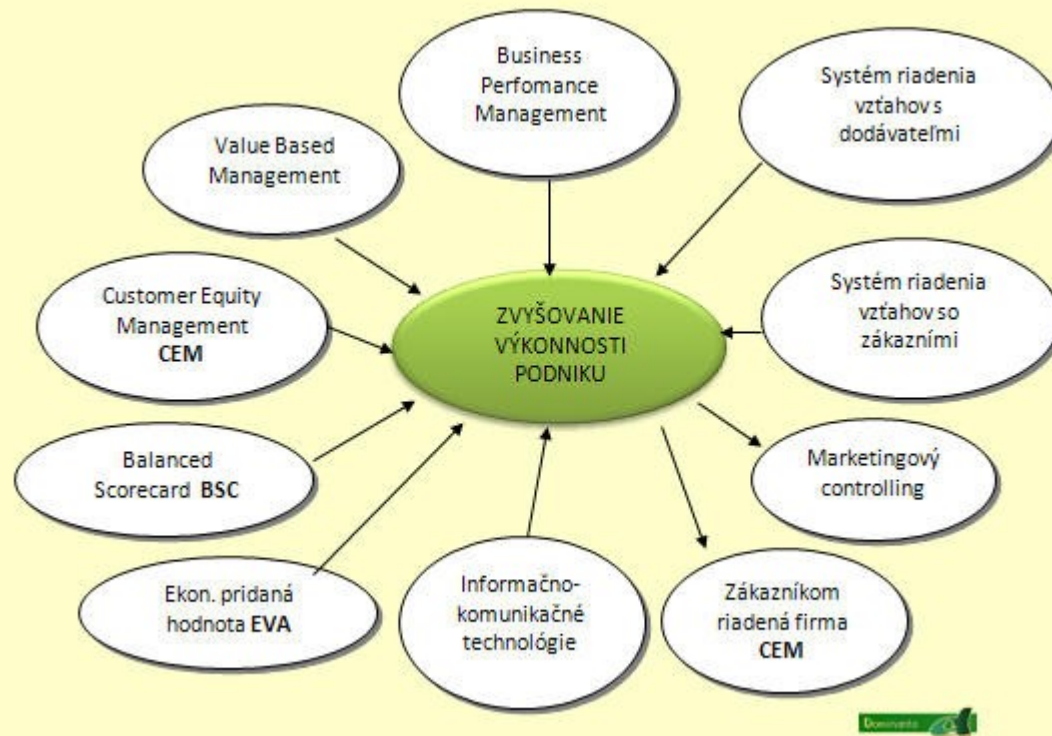 Business
Perfomance
Management
Systém riadenia
vzťahov s
dodávateľmi
Value Based
Management
Customer Equity
Management
CEM
ZVYŠOVANIE
VÝKONNOSTI
PODNIKU
Systém riadenia
vzťahov so
zákazními
Balanced
Scorecard BSC
Marketingový
controlling
Ekon. pridaná
hodnota EVA
Informačno-
komunikačné
technológie
Zákazníkom
riadená firma
CEM
Dominanta